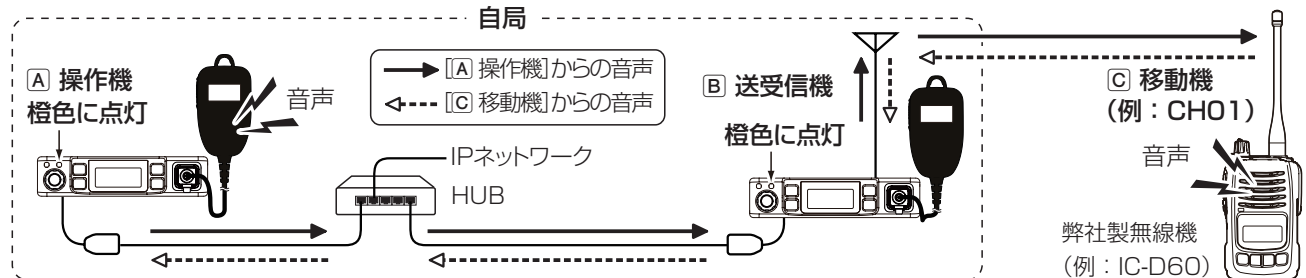 自局
[A 操作機]からの音声
[C 移動機]からの音声
A 操作機
橙色に点灯
音声
B 送受信機
橙色に点灯
C 移動機
(例：CH01)
音声
IPネットワーク
HUB
弊社製無線機
(例：IC-D60)